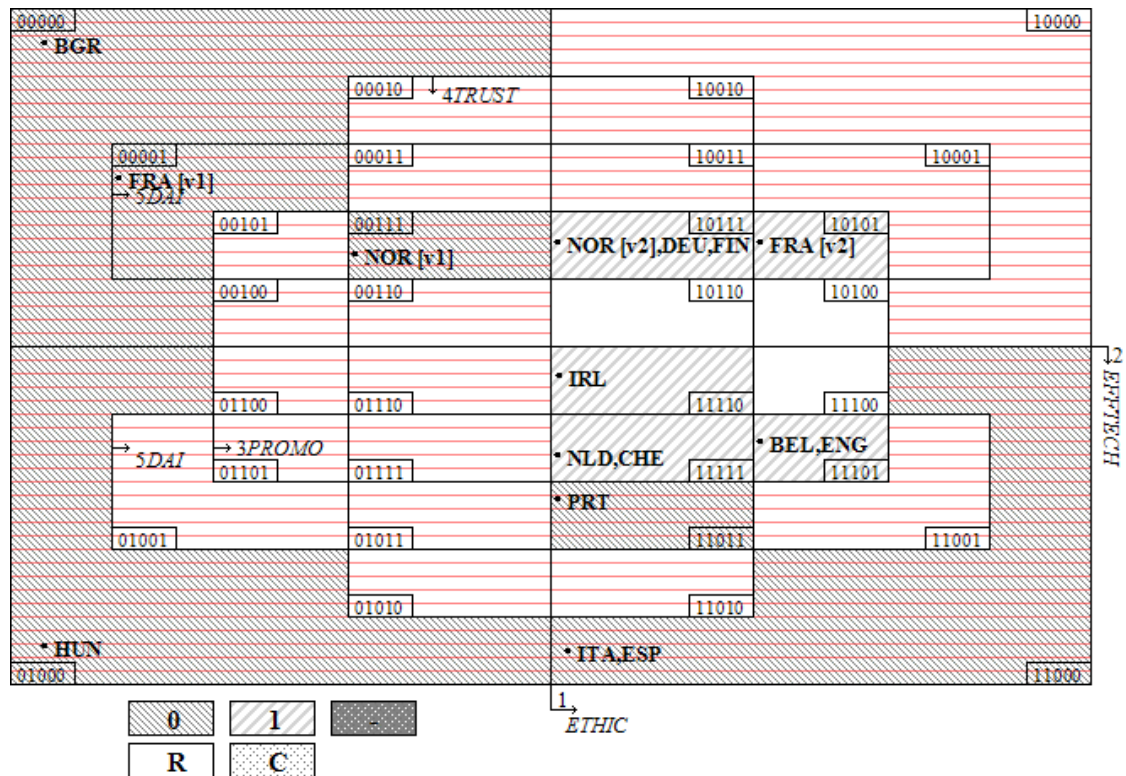 00000 10000
BGR
00010 4TRUST 10010
00001 00011 10011 10001
FRA [v1]
5DAI
00101 00111 10111 10101
NOR [v1] NOR [v2],DEU,FIN FRA [v2]
00100 00110 10110 10100
2EFFTECH
IRL
01100 01110 11110 11100
5DAI 3PROMO NLD,CHE BEL,ENG
01101 01111 11111 11101
PRT
01001 01011 11011 11001
01010 11010
HUN ITA,ESP
01000 11000
1
ETHIC
0 1 -
R C